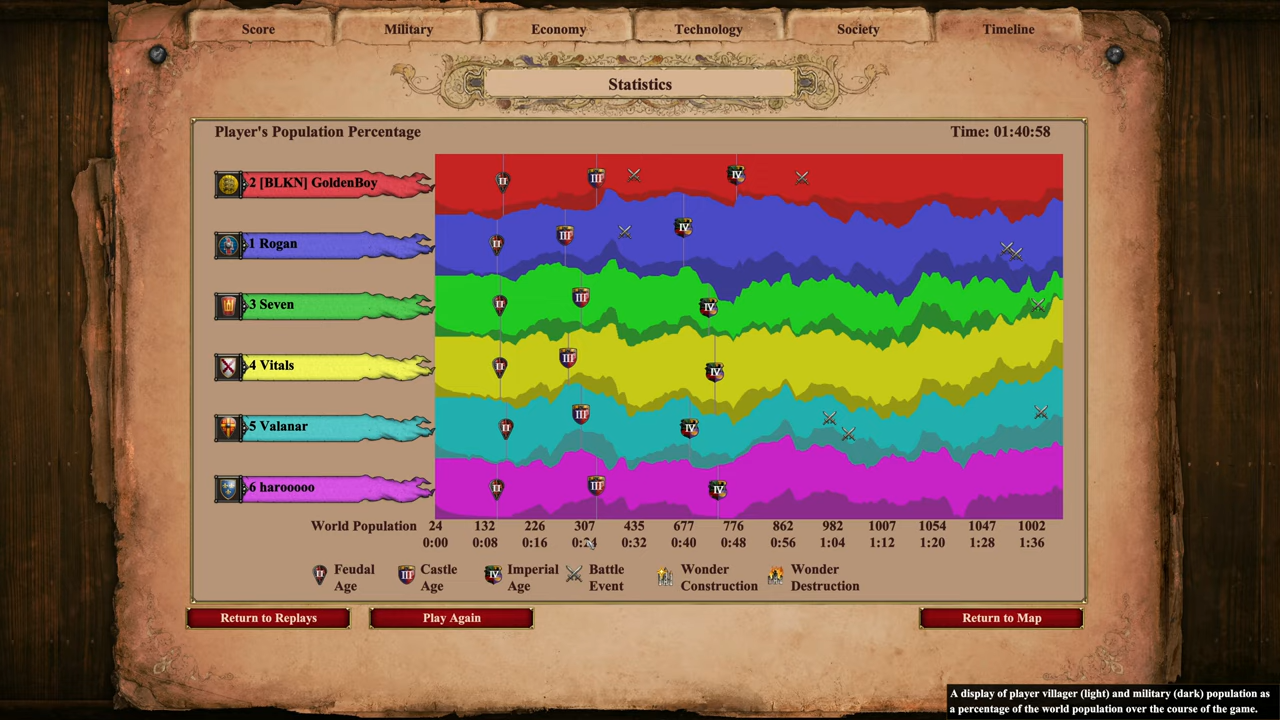 Score Military Economy Technology Society Timeline
Statistics
Player's Population Percentage
Time: 01:40:58
2 [BLKN] GoldenBoy
1 Rogan
3 Seven
4 Vitals
5 Valanar
6 harooooo
World Population 24 132 226 307 435 677 776 862 982 1007 1054 1047 1002
0:00 0:08 0:16 0:24 0:32 0:40 0:48 0:56 1:04 1:12 1:20 1:28 1:36
II Feudal Age
III Castle Age
IV Imperial Age
Battle Event
Wonder Construction
Wonder Destruction
Return to Replays
Play Again
Return to Map
A display of player villager (light) and military (dark) population as
a percentage of the world population over the course of the game.